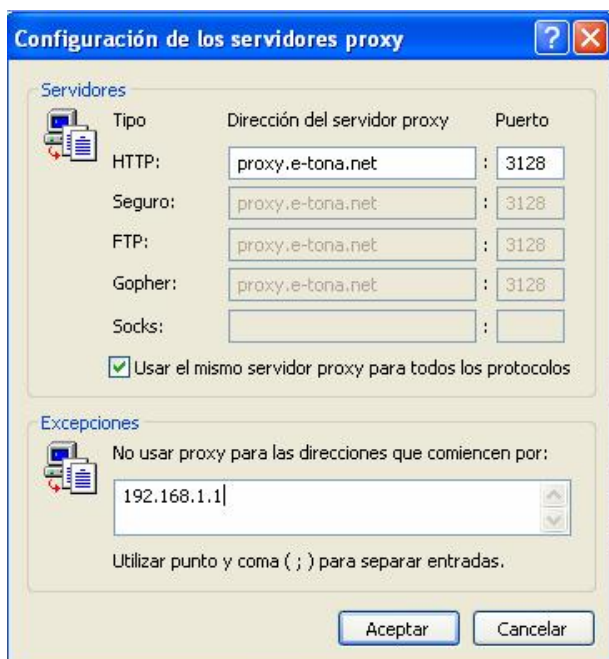 Configuración de los servidores proxy
Servidores
Tipo Dirección del servidor proxy Puerto
HTTP: proxy.e-tona.net : 3128
Seguro: proxy.e-tona.net : 3128
FTP: proxy.e-tona.net : 3128
Gopher: proxy.e-tona.net : 3128
Socks: :
Usar el mismo servidor proxy para todos los protocolos
Excepciones
No usar proxy para las direcciones que comiencen por:
192.168.1.1
Utilizar punto y coma ( ; ) para separar entradas.
Aceptar Cancelar